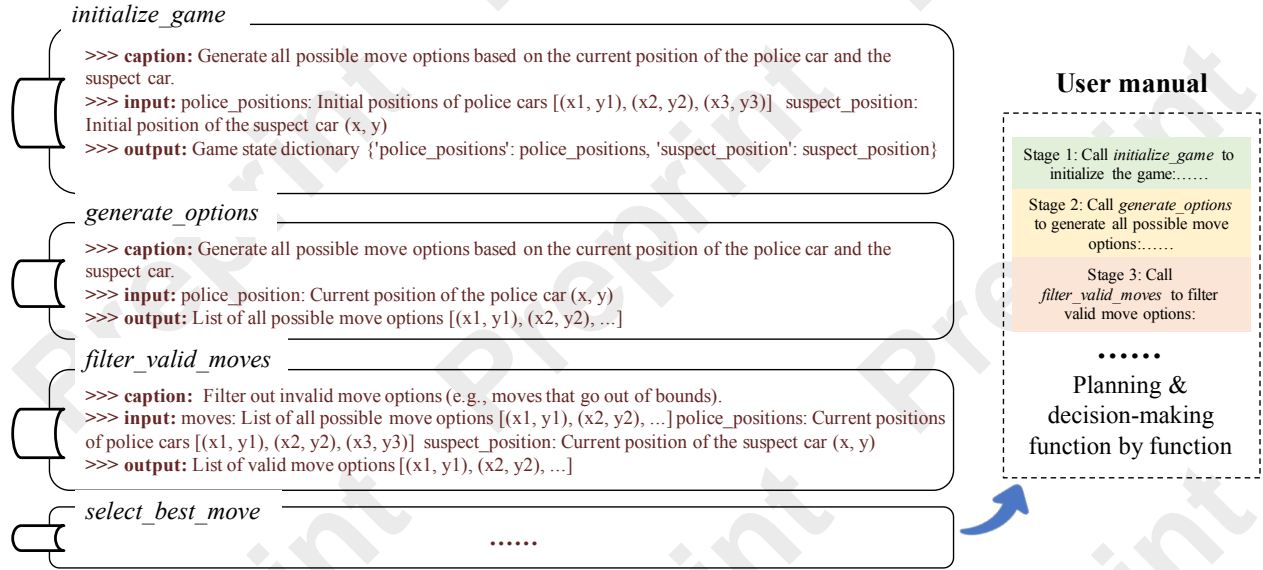 initialize_game
>>> caption: Generate all possible move options based on the current position of the police car and the
suspect car.
>>> input: police_positions: Initial positions of police cars [(x1, y1), (x2, y2), (x3, y3)] suspect_position:
Initial position of the suspect car (x, y)
>>> output: Game state dictionary {'police_positions': police_positions, 'suspect_position': suspect_position}
generate_options
>>> caption: Generate all possible move options based on the current position of the police car and the
suspect car.
>>> input: police_position: Current position of the police car (x, y)
>>> output: List of all possible move options [(x1, y1), (x2, y2), ...]
filter_valid_moves
>>> caption: Filter out invalid move options (e.g., moves that go out of bounds).
>>> input: moves: List of all possible move options [(x1, y1), (x2, y2), ...] police_positions: Current positions
of police cars [(x1, y1), (x2, y2), (x3, y3)] suspect_position: Current position of the suspect car (x, y)
>>> output: List of valid move options [(x1, y1), (x2, y2), ...]
select_best_move
......
User manual
Stage 1: Call initialize_game to
initialize the game:......
Stage 2: Call generate_options
to generate all possible move
options:......
Stage 3: Call
filter_valid_moves to filter
valid move options:
......
Planning &
decision-making
function by function
Preprint
Preprint
Preprint